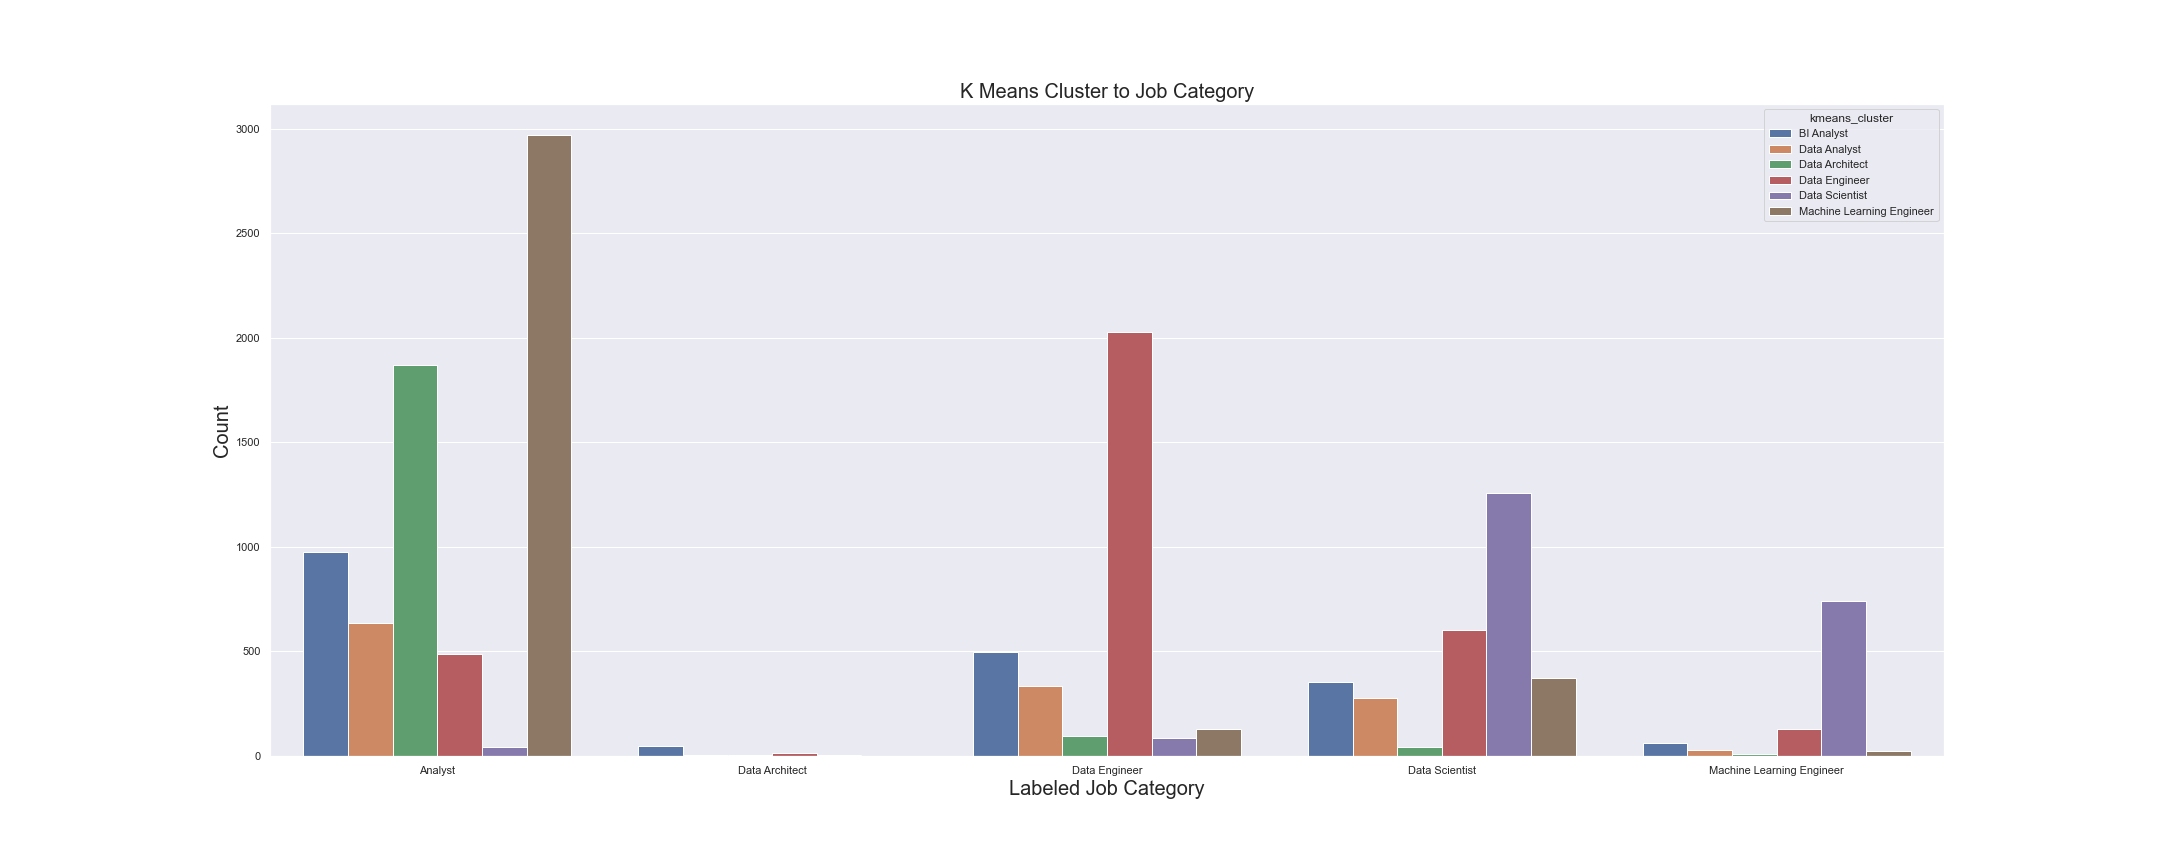 K Means Cluster to Job Category
kmeans_cluster
BI Analyst
Data Analyst
Data Architect
Data Engineer
Data Scientist
Machine Learning Engineer
Count
3000
2500
2000
1500
1000
500
0
Analyst
Data Architect
Data Engineer
Data Scientist
Machine Learning Engineer
Labeled Job Category